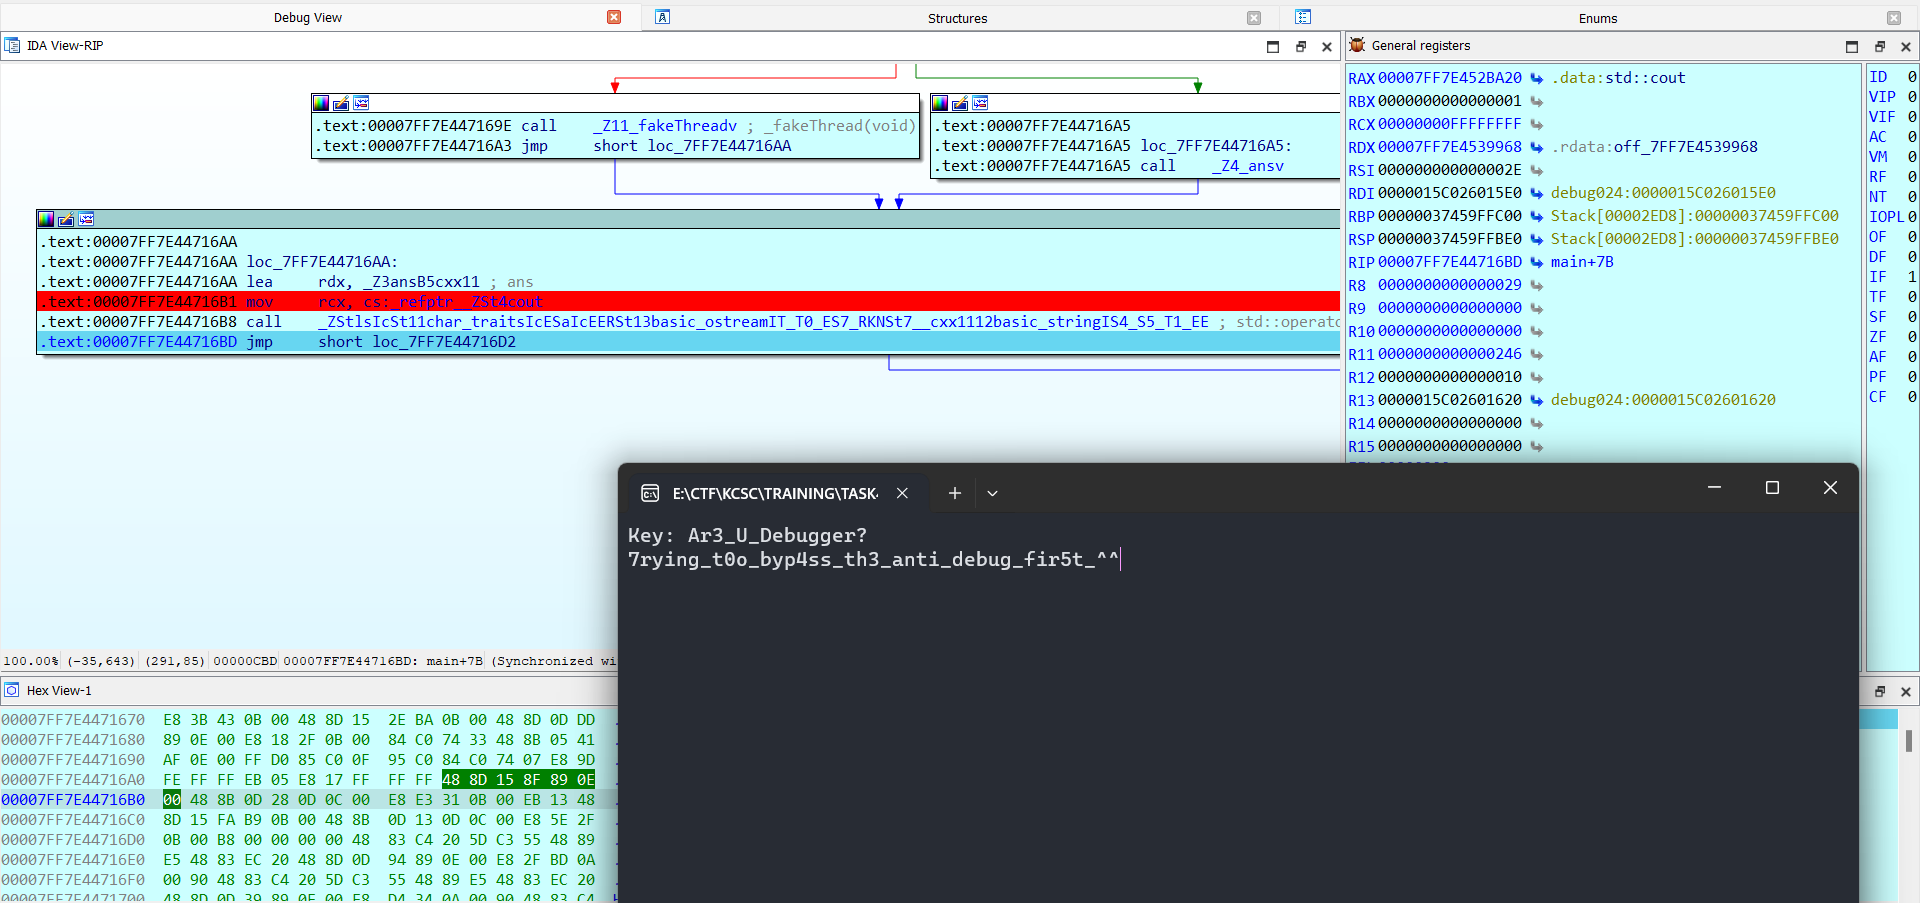 Debug View
Structures
Enums
IDA View-RIP
General registers
.text:00007FF7E447169E call    _Z11_fakeThreadv ; _fakeThread(void)
.text:00007FF7E44716A3 jmp     short loc_7FF7E44716AA
.text:00007FF7E44716A5
.text:00007FF7E44716A5 loc_7FF7E44716A5:
.text:00007FF7E44716A5 call    _Z4_ansv
.text:00007FF7E44716AA
.text:00007FF7E44716AA loc_7FF7E44716AA:
.text:00007FF7E44716AA lea     rdx, _Z3ansB5cxx11 ; ans
.text:00007FF7E44716B1 mov     rcx, cs: refptr__ZSt4cout
.text:00007FF7E44716B8 call    _ZStlsIcSt11char_traitsIcESaIcEERSt13basic_ostreamIT_T0_ES7_RKNSt7__cxx1112basic_stringIS4_S5_T1_EE ; std::operato
.text:00007FF7E44716BD jmp     short loc_7FF7E44716D2
RAX 00007FF7E452BA20 .data:std::cout
RBX 0000000000000001
RCX 00000000FFFFFFFF
RDX 00007FF7E4539968 .rdata:off_7FF7E4539968
RSI 000000000000002E
RDI 0000015C026015E0 debug024:0000015C026015E0
RBP 00000037459FFC00 Stack[00002ED8]:00000037459FFC00
RSP 00000037459FFBE0 Stack[00002ED8]:00000037459FFBE0
RIP 00007FF7E44716BD main+7B
R8 0000000000000029
R9 0000000000000000
R10 0000000000000000
R11 0000000000000246
R12 0000000000000010
R13 0000015C02601620 debug024:0000015C02601620
R14 0000000000000000
R15 0000000000000000
ID 0
VIP 0
VIF 0
AC 0
VM 0
RF 0
NT 0
IOPL 0
OF 0
DF 0
IF 1
TF 0
SF 0
ZF 0
AF 0
PF 0
CF 0
E:\CTF\KCSC\TRAINING\TASK
Key: Ar3_U_Debugger?
7rying_t0o_byp4ss_th3_anti_debug_fir5t_^^
100.00% (-35,643) (291,85) 00000CBD 00007FF7E44716BD: main+7B (Synchronized wi
Hex View-1
00007FF7E4471670  E8 3B 43 0B 00 48 8D 15  2E BA 0B 00 48 8D 0D DD
00007FF7E4471680  89 0E 00 E8 18 2F 0B 00  84 C0 74 33 48 8B 05 41
00007FF7E4471690  AF 0E 00 FF D0 85 C0 0F  95 C0 84 C0 74 07 E8 9D
00007FF7E44716A0  FE FF FF EB 05 E8 17 FF  FF FF 48 8D 15 8F 89 0E
00007FF7E44716B0  00 48 8B 0D 28 0D 0C 00  E8 E3 31 0B 00 EB 13 48
00007FF7E44716C0  8D 15 FA B9 0B 00 48 8B  0D 13 0D 0C 00 E8 5E 2F
00007FF7E44716D0  0B 00 B8 00 00 00 00 48  83 C4 20 5D C3 55 48 89
00007FF7E44716E0  E5 48 83 EC 20 48 8D 0D  94 89 0E 00 E8 2F BD 0A
00007FF7E44716F0  00 90 48 83 C4 20 5D C3  55 48 89 E5 48 83 EC 20
00007FF7E4471700  48 8D 0D 39 89 0E 00 E8  D4 34 0A 00 90 48 83 C4